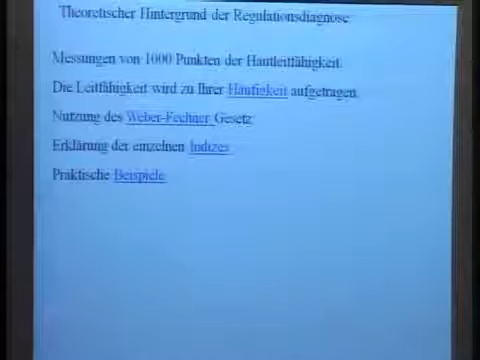 Theoretischer Hintergrund der Regulationsdiagnose
Messungen von 1000 Punkten der Hautleitfähigkeit.
Die Leitfähigkeit wird zu Ihrer Häufigkeit aufgetragen.
Nutzung des Weber-Fechner Gesetz
Erklärung der einzelnen Indizes
Praktische Beispiele